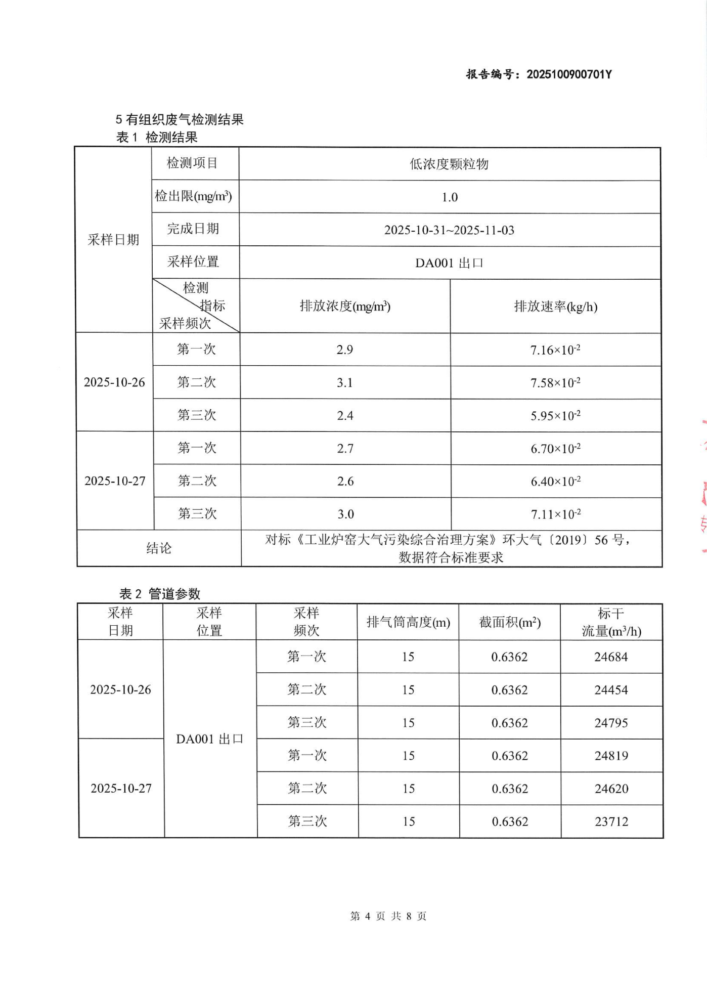 报告编号：2025100900701Y
5 有组织废气检测结果
表 1 检测结果
采样日期
检测项目 低浓度颗粒物
检出限(mg/m³) 1.0
完成日期 2025-10-31~2025-11-03
采样位置 DA001 出口
检测
指标
采样频次
排放浓度(mg/m³) 排放速率(kg/h)
2025-10-26
第一次 2.9 7.16×10⁻²
第二次 3.1 7.58×10⁻²
第三次 2.4 5.95×10⁻²
2025-10-27
第一次 2.7 6.70×10⁻²
第二次 2.6 6.40×10⁻²
第三次 3.0 7.11×10⁻²
结论
对标《工业炉窑大气污染综合治理方案》环大气〔2019〕56 号，
数据符合标准要求
表 2 管道参数
采样
日期
采样
位置
采样
频次
排气筒高度(m) 截面积(m²)
标干
流量(m³/h)
2025-10-26
DA001 出口
第一次 15 0.6362 24684
第二次 15 0.6362 24454
第三次 15 0.6362 24795
2025-10-27
第一次 15 0.6362 24819
第二次 15 0.6362 24620
第三次 15 0.6362 23712
第 4 页 共 8 页